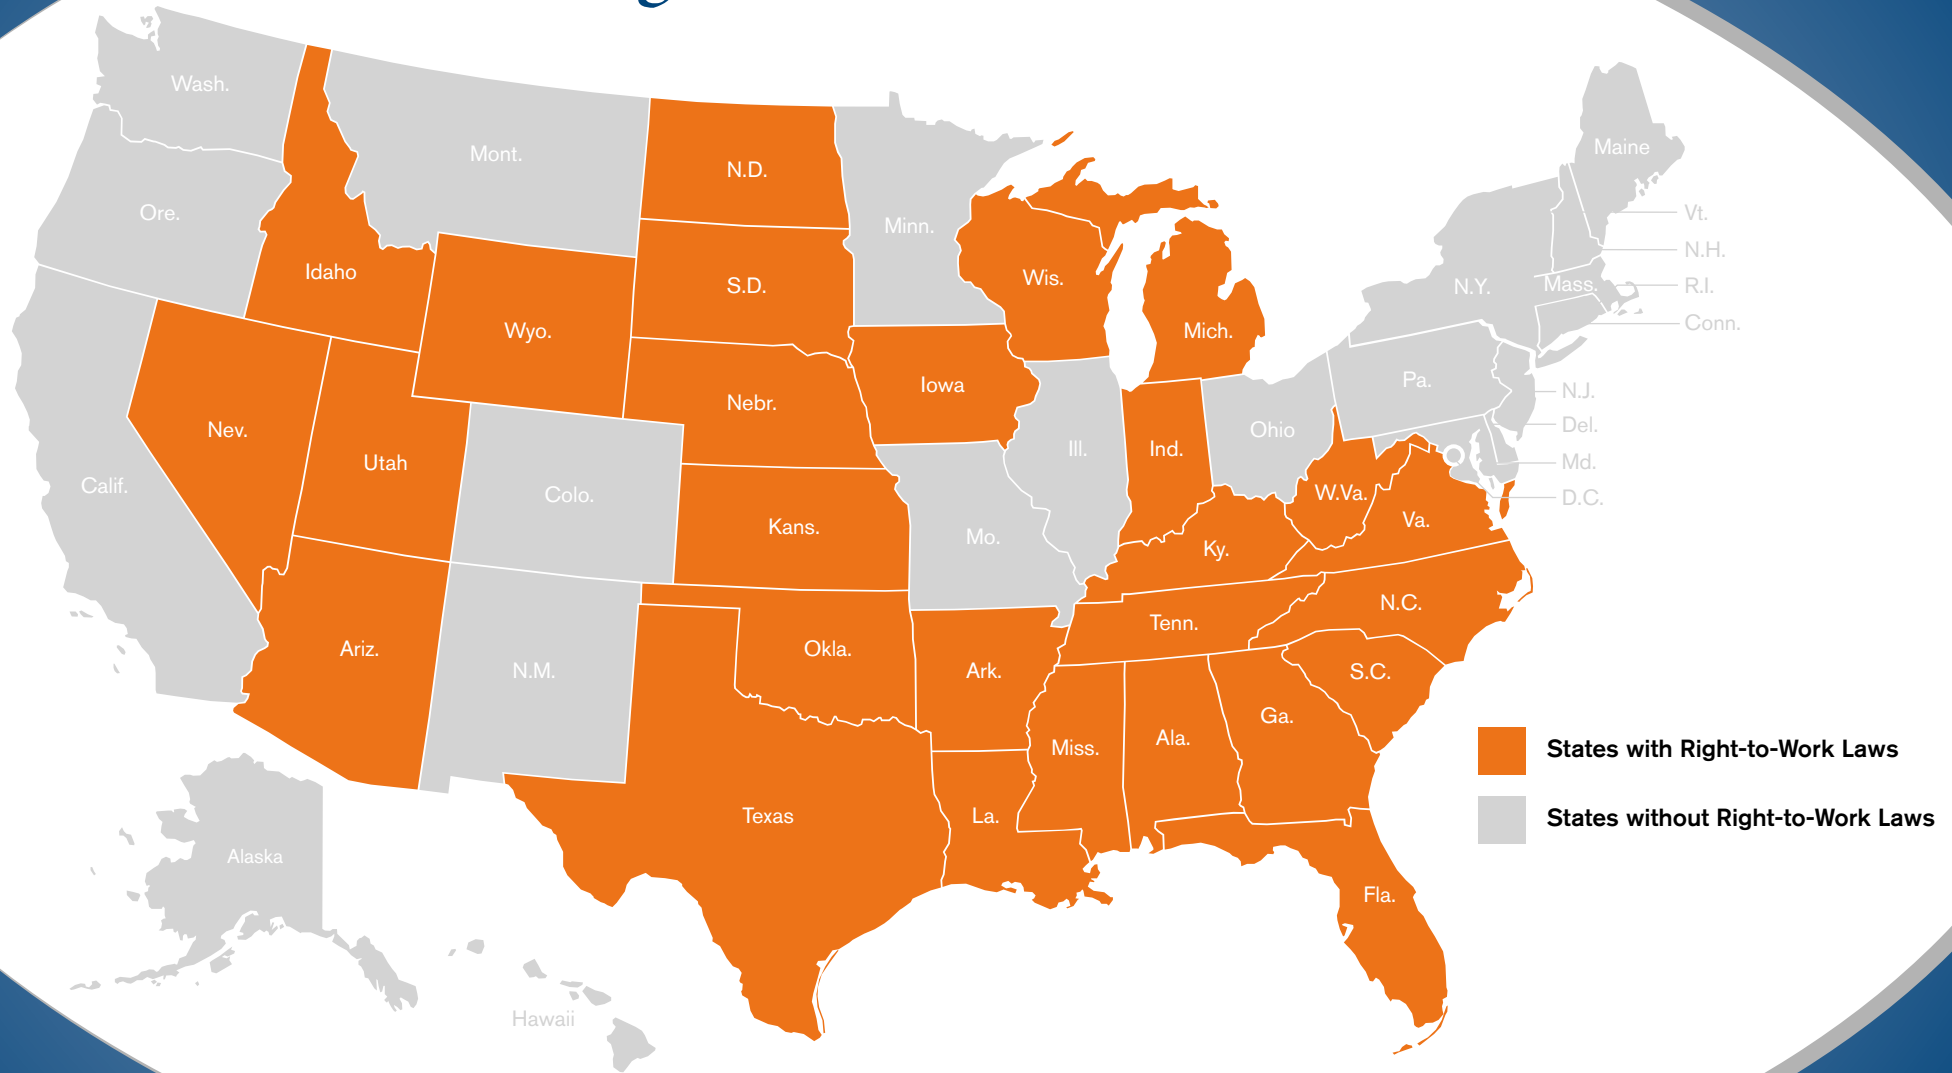 Wash.
Mont.
N.D.
Maine
Ore.
Minn.
Vt.
N.H.
Idaho
S.D.
Wis.
N.Y.
Mass.
R.I.
Wyo.
Mich.
Conn.
Iowa
Pa.
N.J.
Nebr.
Nev.
Ohio
Del.
Utah
Ill.
Ind.
Md.
Calif.
Colo.
W.Va.
D.C.
Kans.
Va.
Mo.
Ky.
N.C.
Tenn.
Ariz.
Okla.
N.M.
Ark.
S.C.
Ga.
Miss.
Ala.
States with Right-to-Work Laws
Texas
La.
States without Right-to-Work Laws
Alaska
Fla.
Hawaii